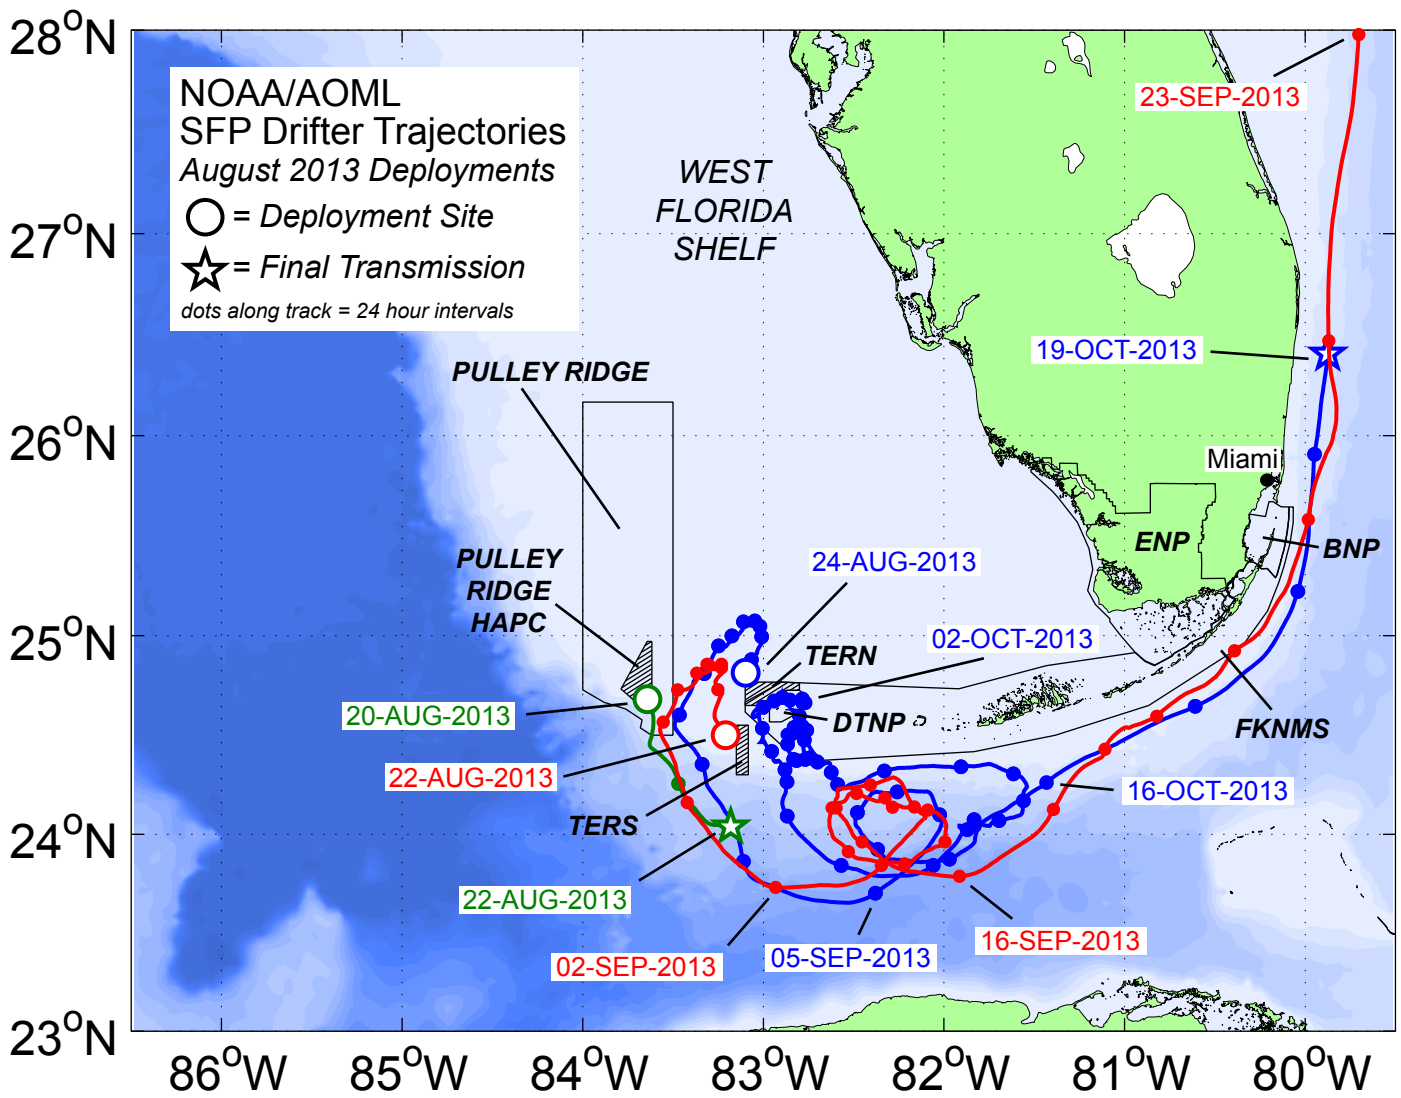 28°N
27°N
26°N
25°N
24°N
23°N
NOAA/AOML
SFP Drifter Trajectories
August 2013 Deployments
= Deployment Site
= Final Transmission
dots along track = 24 hour intervals
WEST
FLORIDA
SHELF
23-SEP-2013
19-OCT-2013
PULLEY RIDGE
Miami
PULLEY
RIDGE
HAPC
24-AUG-2013
ENP
BNP
02-OCT-2013
TERN
20-AUG-2013
DTNP
FKNMS
22-AUG-2013
16-OCT-2013
TERS
22-AUG-2013
02-SEP-2013
05-SEP-2013
16-SEP-2013
86°W
85°W
84°W
83°W
82°W
81°W
80°W